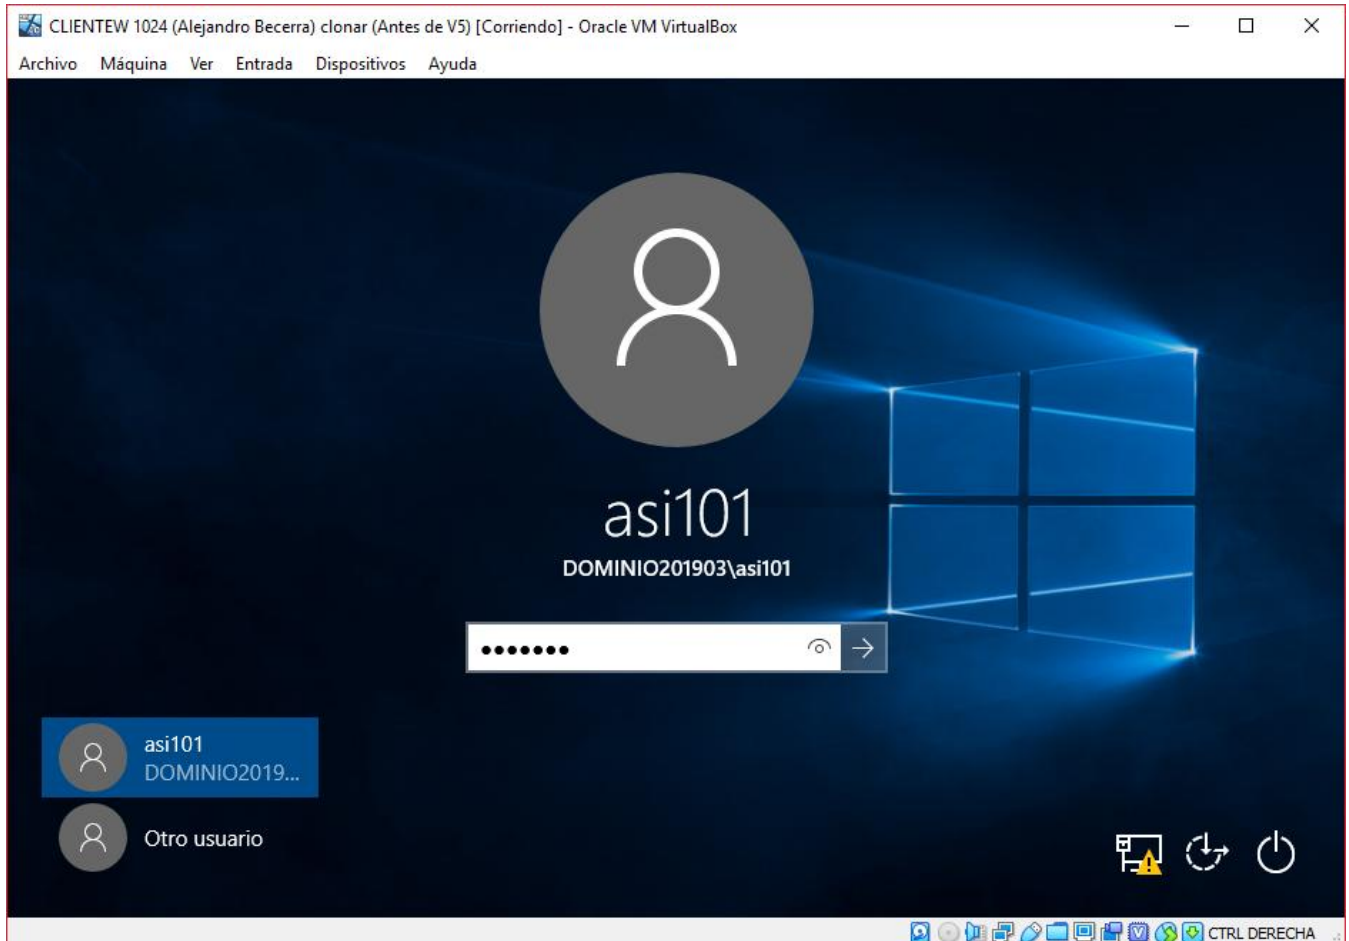 CLIENTEW 1024 (Alejandro Becerra) clonar (Antes de V5) [Corriendo] - Oracle VM VirtualBox
Archivo Máquina Ver Entrada Dispositivos Ayuda
asi101
DOMINIO201903\asi101
asi101
DOMINIO2019...
Otro usuario
CTRL DERECHA